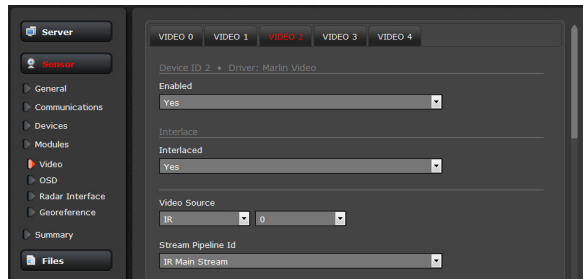 Server
Sensor
General
Communications
Devices
Modules
Video
OSD
Radar Interface
Georeference
Summary
Files
VIDEO 0 VIDEO 1 VIDEO 2 VIDEO 3 VIDEO 4
Device ID 2 • Driver: Marlin Video
Enabled
Yes
Interlace
Interlaced
Yes
Video Source
IR 0
Stream Pipeline Id
IR Main Stream